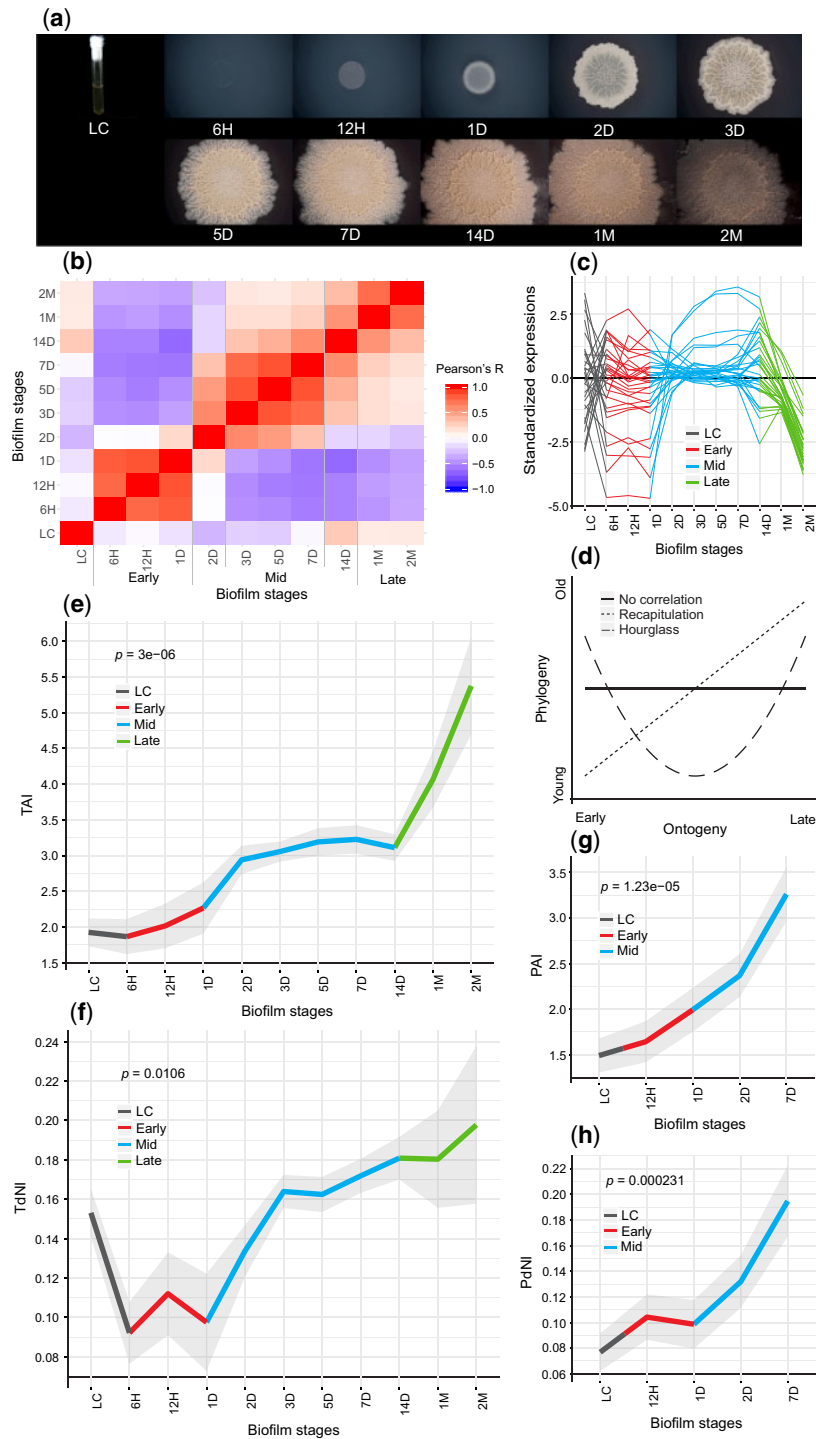 (a)
LC
6H
12H
1D
2D
3D
5D
7D
14D
1M
2M
(b)
2M
1M
14D
7D
5D
3D
2D
1D
12H
6H
LC
Biofilm stages
LC
6H
12H
1D
2D
3D
5D
7D
14D
1M
2M
Early
Mid
Late
Biofilm stages
Pearson's R
1.0
0.5
0.0
−0.5
−1.0
(c)
Standardized expressions
2.5
0.0
-2.5
-5.0
LC
Early
Mid
Late
LC
6H
12H
1D
2D
3D
5D
7D
14D
1M
2M
Biofilm stages
(d)
Phylogeny
Old
Young
No correlation
Recapitulation
Hourglass
Early
Late
Ontogeny
(e)
TAI
6.0
5.5
5.0
4.5
4.0
3.5
3.0
2.5
2.0
1.5
p = 3e−06
LC
Early
Mid
Late
LC
6H
12H
1D
2D
3D
5D
7D
14D
1M
2M
Biofilm stages
(f)
TdNI
0.24
0.22
0.20
0.18
0.16
0.14
0.12
0.10
0.08
p = 0.0106
LC
Early
Mid
Late
LC
6H
12H
1D
2D
3D
5D
7D
14D
1M
2M
Biofilm stages
(g)
PAI
3.5
3.0
2.5
2.0
1.5
p = 1.23e−05
LC
Early
Mid
LC
12H
1D
2D
7D
Biofilm stages
(h)
PdNI
0.22
0.20
0.18
0.16
0.14
0.12
0.10
0.08
0.06
p = 0.000231
LC
Early
Mid
LC
12H
1D
2D
7D
Biofilm stages